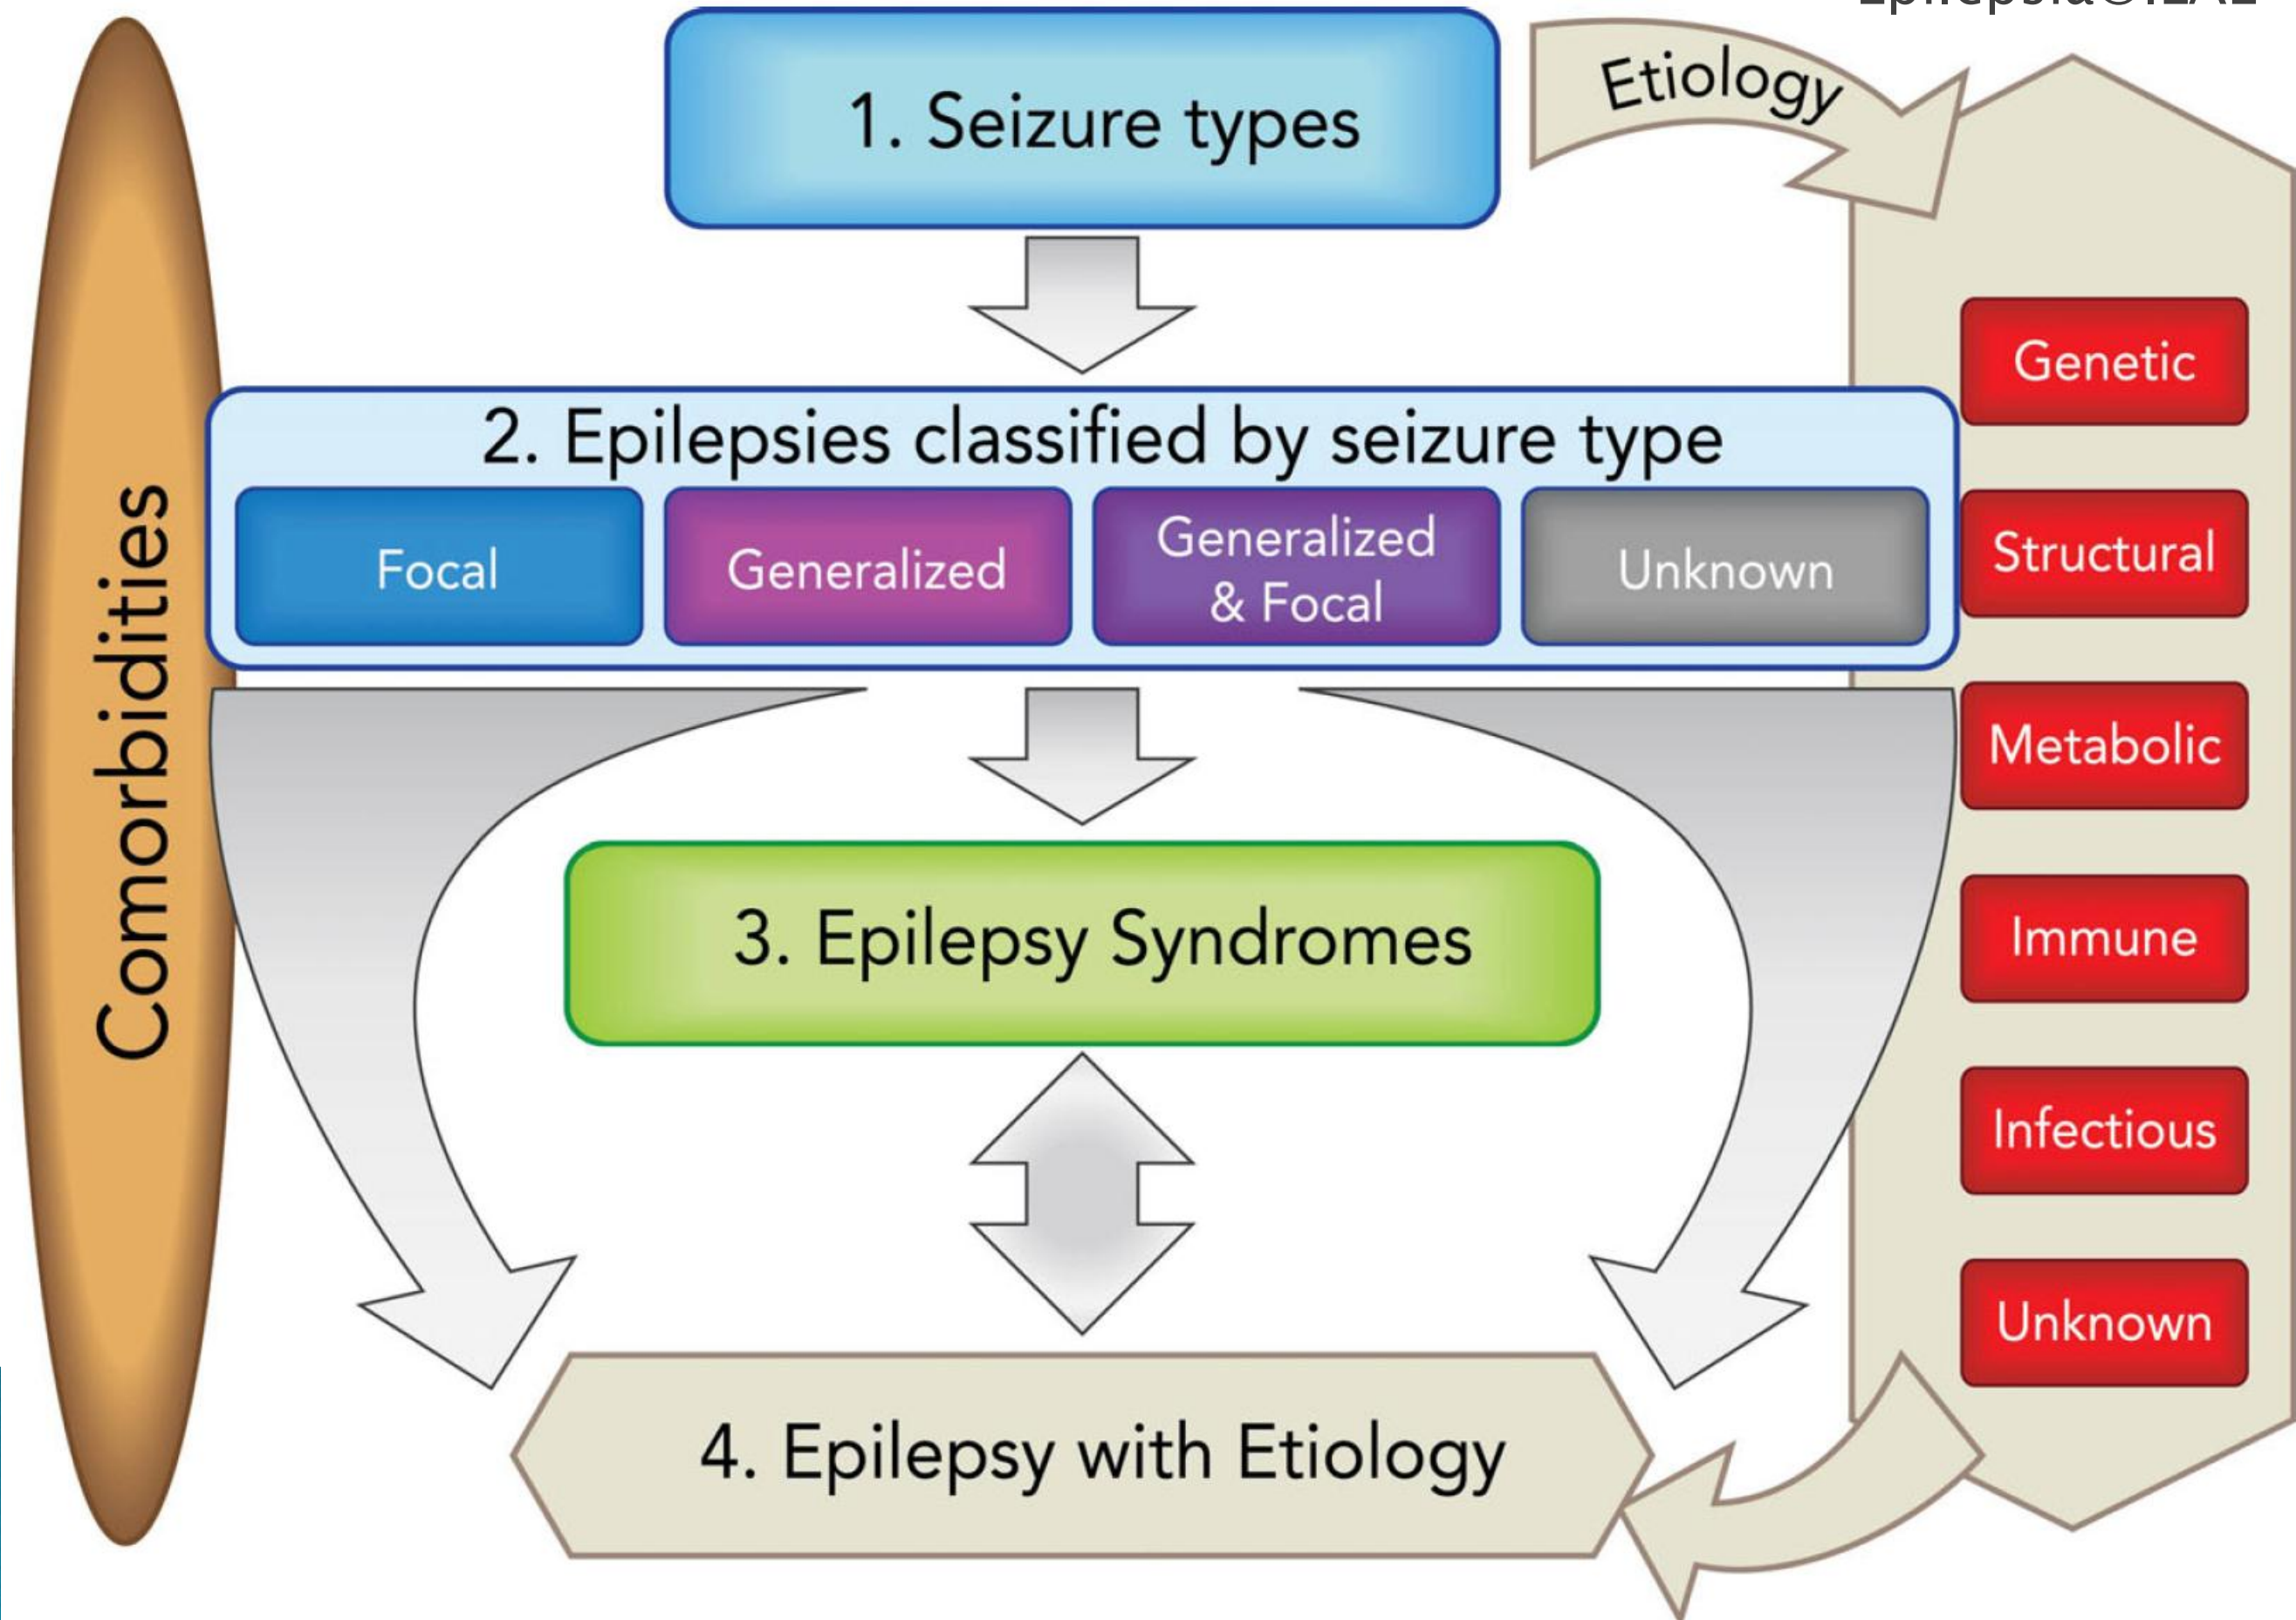 1. Seizure types
Etiology
Comorbidities
2. Epilepsies classified by seizure type
Focal
Generalized
Generalized
& Focal
Unknown
3. Epilepsy Syndromes
4. Epilepsy with Etiology
Genetic
Structural
Metabolic
Immune
Infectious
Unknown